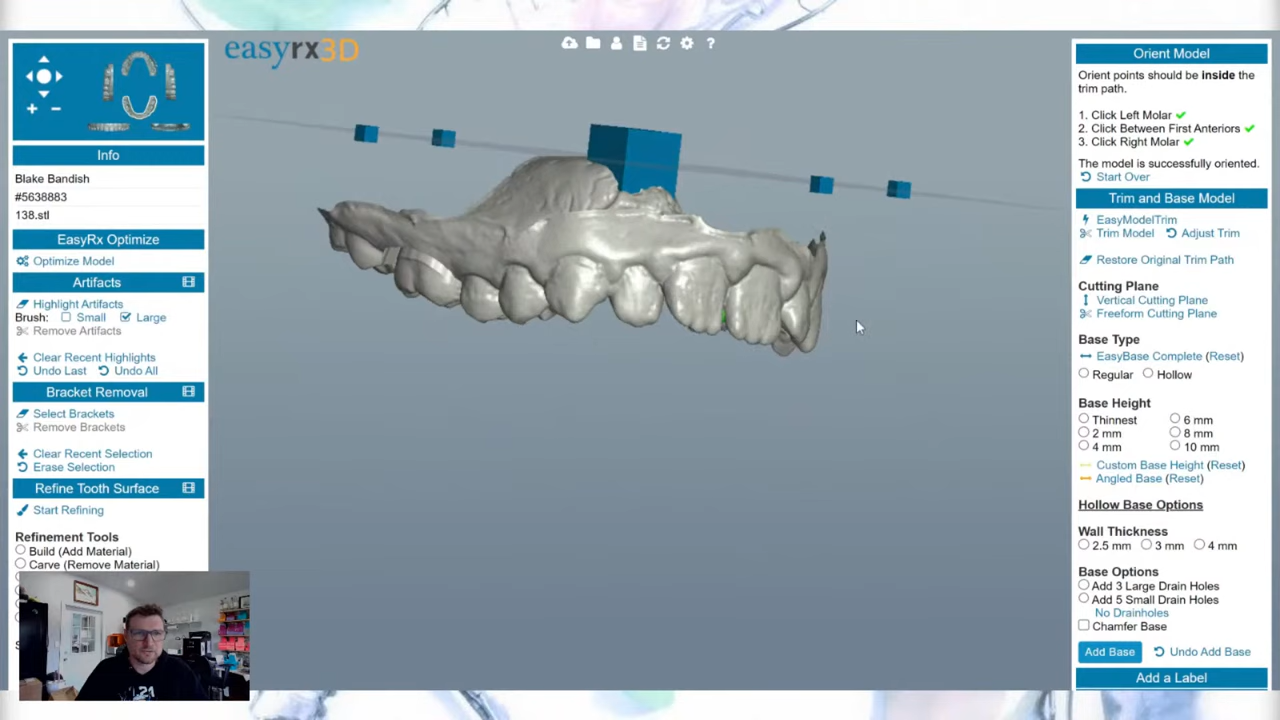 easyrx3D
?
Info
Blake Bandish
#5638883
138.stl
EasyRx Optimize
Optimize Model
Artifacts
Highlight Artifacts
Brush: Small Large
Remove Artifacts
Clear Recent Highlights
Undo Last Undo All
Bracket Removal
Select Brackets
Remove Brackets
Clear Recent Selection
Erase Selection
Refine Tooth Surface
Start Refining
Refinement Tools
Build (Add Material)
Carve (Remove Material)
Orient Model
Orient points should be inside the
trim path.
1. Click Left Molar
2. Click Between First Anteriors
3. Click Right Molar
The model is successfully oriented.
Start Over
Trim and Base Model
EasyModelTrim
Trim Model Adjust Trim
Restore Original Trim Path
Cutting Plane
Vertical Cutting Plane
Freeform Cutting Plane
Base Type
EasyBase Complete (Reset)
Regular Hollow
Base Height
Thinnest 6 mm
2 mm 8 mm
4 mm 10 mm
Custom Base Height (Reset)
Angled Base (Reset)
Hollow Base Options
Wall Thickness
2.5 mm 3 mm 4 mm
Base Options
Add 3 Large Drain Holes
Add 5 Small Drain Holes
No Drainholes
Chamfer Base
Add Base Undo Add Base
Add a Label